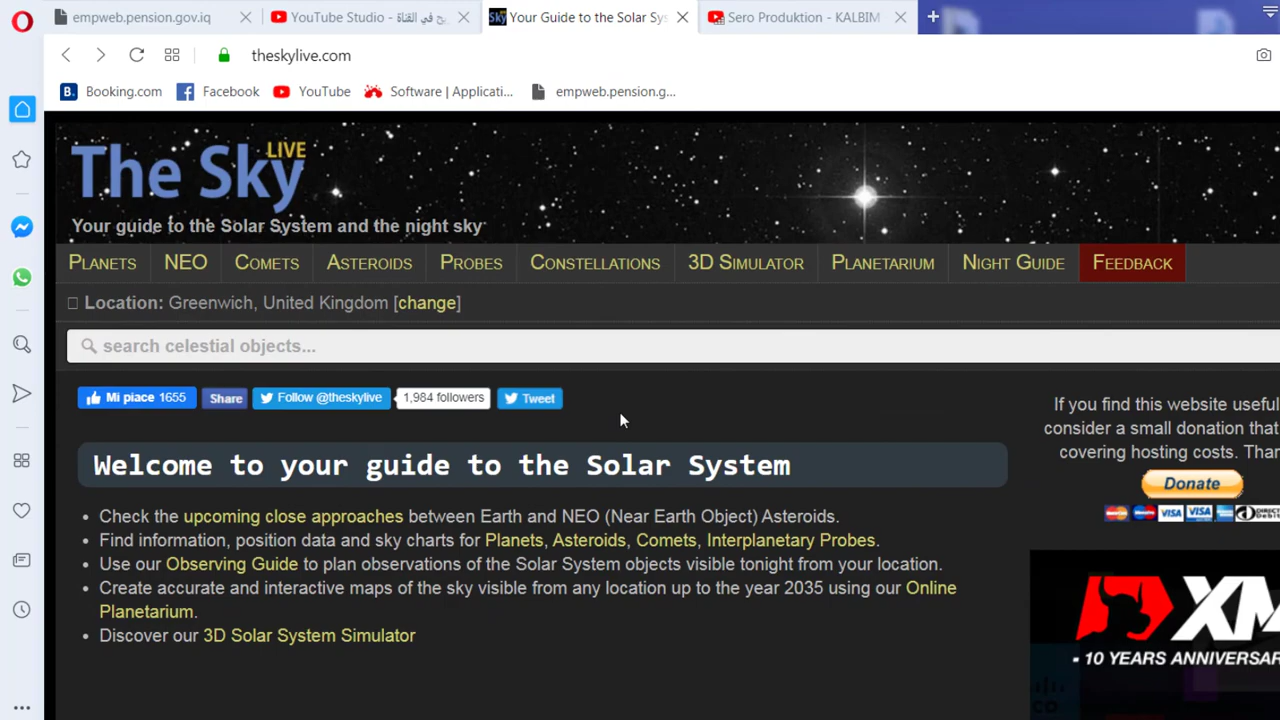 empweb.pension.gov.iq
YouTube Studio - يح في القناة
Your Guide to the Solar Sys
Sero Produktion - KALBIM
theskylive.com
Booking.com
Facebook
YouTube
Software | Applicati...
empweb.pension.g...
The Sky LIVE
Your guide to the Solar System and the night sky
PLANETS NEO COMETS ASTEROIDS PROBES CONSTELLATIONS 3D SIMULATOR PLANETARIUM NIGHT GUIDE FEEDBACK
Location: Greenwich, United Kingdom [change]
search celestial objects...
Mi piace 1655
Share
Follow @theskylive
1,984 followers
Tweet
If you find this website useful
consider a small donation that
covering hosting costs. Than
Donate
VISA VISA DIRECT Debit
Welcome to your guide to the Solar System
• Check the upcoming close approaches between Earth and NEO (Near Earth Object) Asteroids.
• Find information, position data and sky charts for Planets, Asteroids, Comets, Interplanetary Probes.
• Use our Observing Guide to plan observations of the Solar System objects visible tonight from your location.
• Create accurate and interactive maps of the sky visible from any location up to the year 2035 using our Online
Planetarium.
• Discover our 3D Solar System Simulator
XM
- 10 YEARS ANNIVERSAR